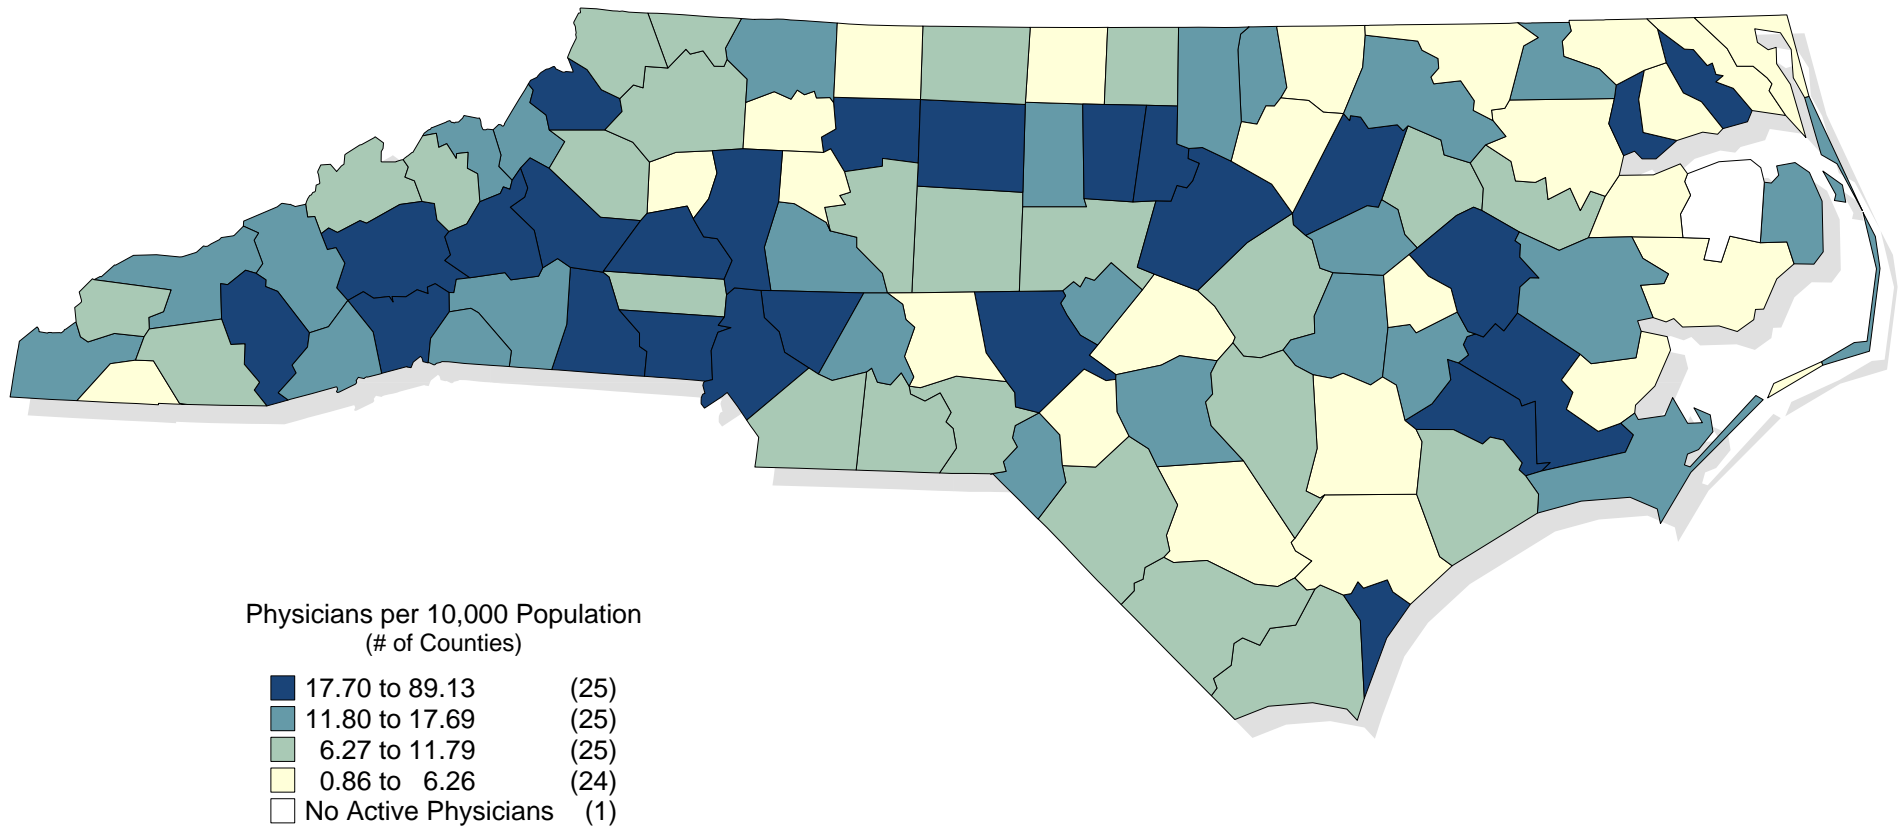 Physicians per 10,000 Population
(# of Counties)
17.70 to 89.13 (25)
11.80 to 17.69 (25)
6.27 to 11.79 (25)
0.86 to 6.26 (24)
No Active Physicians (1)